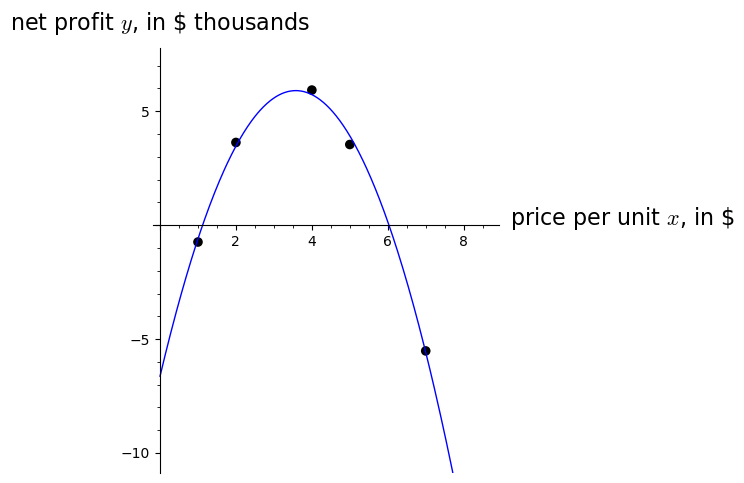 net profit y, in $ thousands
5
price per unit x, in $
2 4 6 8
−5
−10